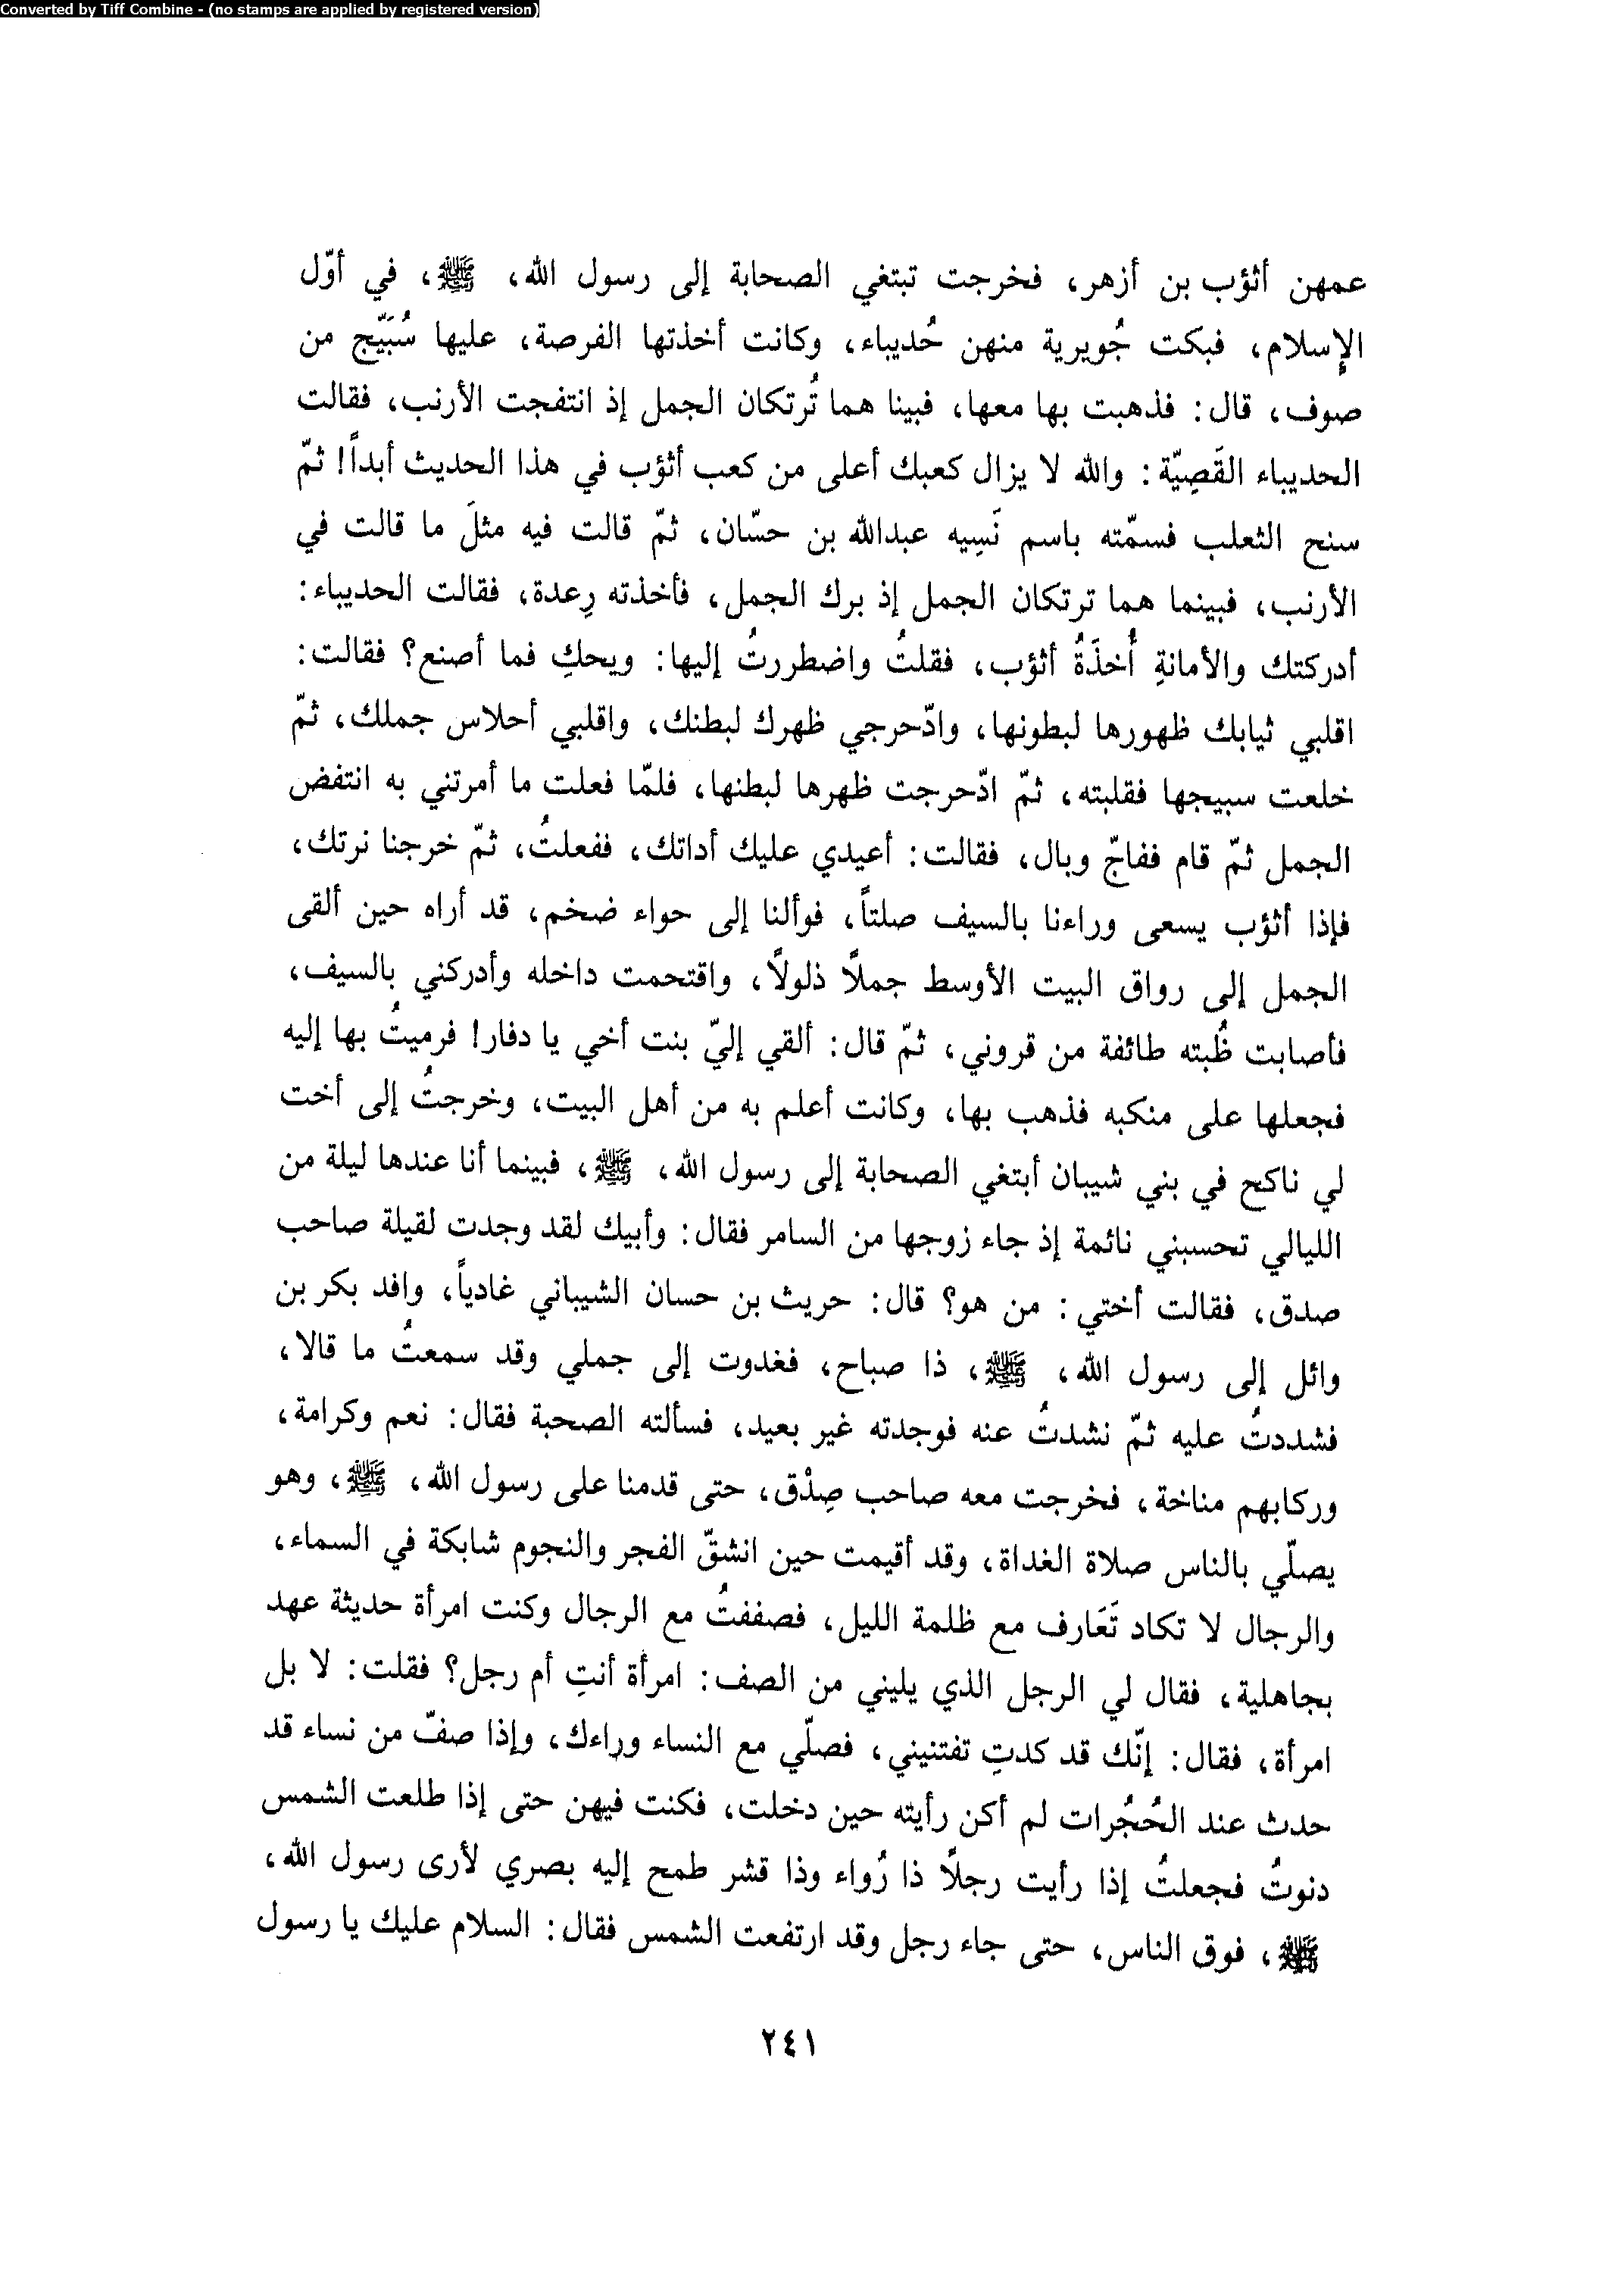 Converted by Tiff Combine - (no stamps are applied by registered version)
عمهن أثؤب بن أزهر، فخرجت تبتغي الصحابة إلى رسول الله، ﷺ، في أوّل
الإسلام، فبكت جُويرية منهن حُديباء، وكانت أخذتها الفرصة، عليها سُبَيّج من
صوف، قال: فذهبت بها معها، فبينا هما تُرتكان الجمل إذ انتفجت الأرنب، فقالت
الحديباء القَصِيّة: والله لا يزال كعبك أعلى من كعب أثؤب في هذا الحديث أبداً! ثمّ
سنح الثعلب فسمّته باسم نَسِيه عبدالله بن حسّان، ثمّ قالت فيه مثلَ ما قالت في
الأرنب، فبينما هما ترتكان الجمل إذ برك الجمل، فأخذته رِعدة، فقالت الحديباء:
أدركتك والأمانةِ أُخذَةُ أثؤب، فقلتُ واضطررتُ إليها: ويحكِ فما أصنع؟ فقالت:
اقلبي ثيابك ظهورها لبطونها، وادّحرجي ظهرك لبطنك، واقلبي أحلاس جملك، ثمّ
خلعت سبيجها فقلبته، ثمّ ادّحرجت ظهرها لبطنها، فلمّا فعلت ما أمرتني به انتفض
الجمل ثمّ قام ففاجّ وبال، فقالت: أعيدي عليك أداتك، ففعلتُ، ثمّ خرجنا نرتك،
فإذا أثؤب يسعى وراءنا بالسيف صلتاً، فوألنا إلى حواء ضخم، قد أراه حين ألقى
الجمل إلى رواق البيت الأوسط جملاً ذلولاً، واقتحمت داخله وأدركني بالسيف،
فأصابت ظُبته طائفة من قروني، ثمّ قال: ألقي إليّ بنت أخي يا دفار! فرميتُ بها إليه
فجعلها على منكبه فذهب بها، وكانت أعلم به من أهل البيت، وخرجتُ إلى أخت
لي ناكح في بني شيبان أبتغي الصحابة إلى رسول الله، ﷺ، فبينما أنا عندها ليلة من
الليالي تحسبني نائمة إذ جاء زوجها من السامر فقال: وأبيك لقد وجدت لقيلة صاحب
صدق، فقالت أختي: من هو؟ قال: حريث بن حسان الشيباني غادياً، وافد بكر بن
وائل إلى رسول الله، ﷺ، ذا صباح، فغدوت إلى جملي وقد سمعتُ ما قالا،
فشددتُ عليه ثمّ نشدتُ عنه فوجدته غير بعيد، فسألته الصحبة فقال: نعم وكرامة،
وركابهم مناخة، فخرجت معه صاحب صِدْق، حتى قدمنا على رسول الله، ﷺ، وهو
يصلّي بالناس صلاة الغداة، وقد أقيمت حين انشقّ الفجر والنجوم شابكة في السماء،
والرجال لا تكاد تَعَارف مع ظلمة الليل، فصففتُ مع الرجال وكنت امرأة حديثة عهد
بجاهلية، فقال لي الرجل الذي يليني من الصف: امرأة أنتِ أم رجل؟ فقلت: لا بل
امرأة، فقال: إنّك قد كدتِ تفتنيني، فصلّي مع النساء وراءك، وإذا صفّ من نساء قد
حدث عند الحُجُرات لم أكن رأيته حين دخلت، فكنت فيهن حتى إذا طلعت الشمس
دنوتُ فجعلتُ إذا رأيت رجلاً ذا رُواء وذا قشر طمح إليه بصري لأرى رسول الله،
ﷺ، فوق الناس، حتى جاء رجل وقد ارتفعت الشمس فقال: السلام عليك يا رسول
٢٤١